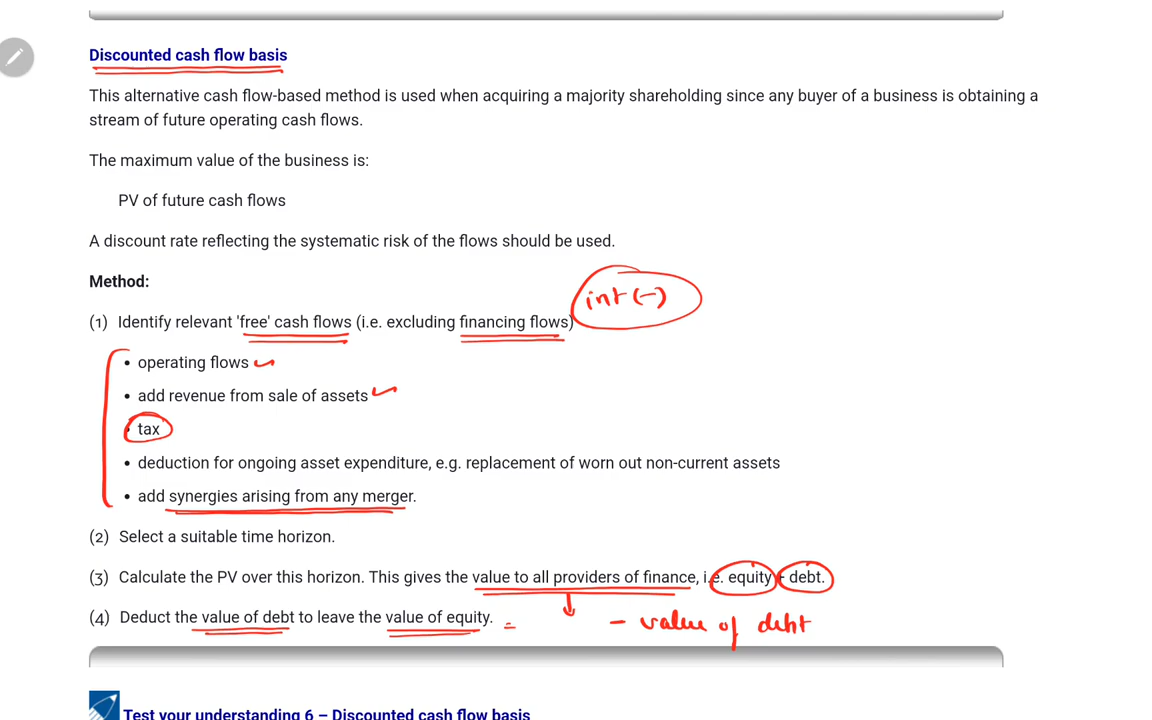 Discounted cash flow basis
This alternative cash flow-based method is used when acquiring a majority shareholding since any buyer of a business is obtaining a
stream of future operating cash flows.
The maximum value of the business is:
PV of future cash flows
A discount rate reflecting the systematic risk of the flows should be used.
Method:
int (-)
(1) Identify relevant 'free' cash flows (i.e. excluding financing flows)
• operating flows
• add revenue from sale of assets
• tax
• deduction for ongoing asset expenditure, e.g. replacement of worn out non-current assets
• add synergies arising from any merger.
(2) Select a suitable time horizon.
(3) Calculate the PV over this horizon. This gives the value to all providers of finance, i.e. equity + debt.
(4) Deduct the value of debt to leave the value of equity. = - value of debt
Test your understanding 6 – Discounted cash flow basis